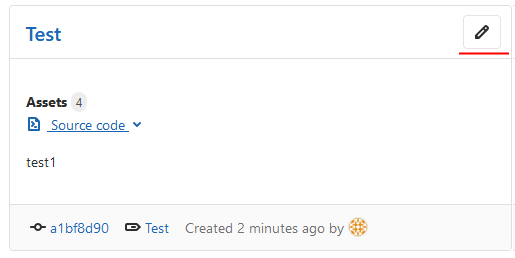 Test
Assets 4
Source code
test1
a1bf8d90 Test Created 2 minutes ago by